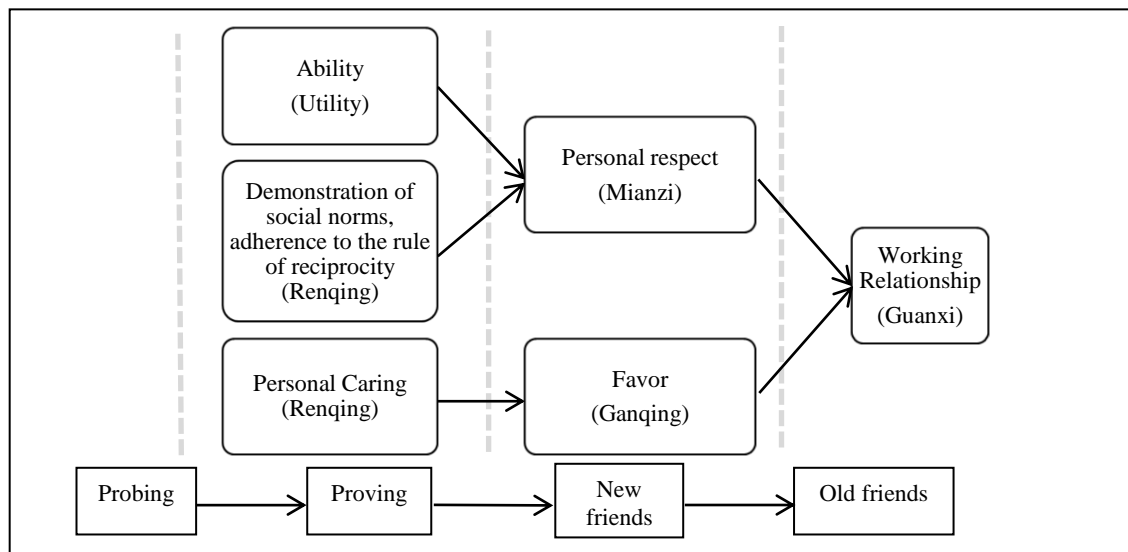 Ability
(Utility)
Demonstration of
social norms,
adherence to the rule
of reciprocity
(Renqing)
Personal Caring
(Renqing)
Personal respect
(Mianzi)
Favor
(Ganqing)
Working
Relationship
(Guanxi)
Probing
Proving
New
friends
Old friends